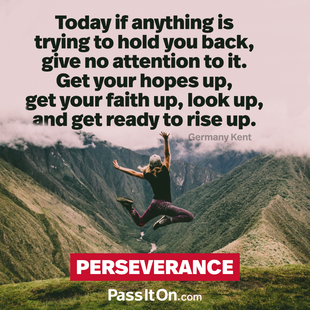 Today if anything is
trying to hold you back,
give no attention to it.
Get your hopes up,
get your faith up, look up,
and get ready to rise up.
Germany Kent
PERSEVERANCE
PassItOn.com